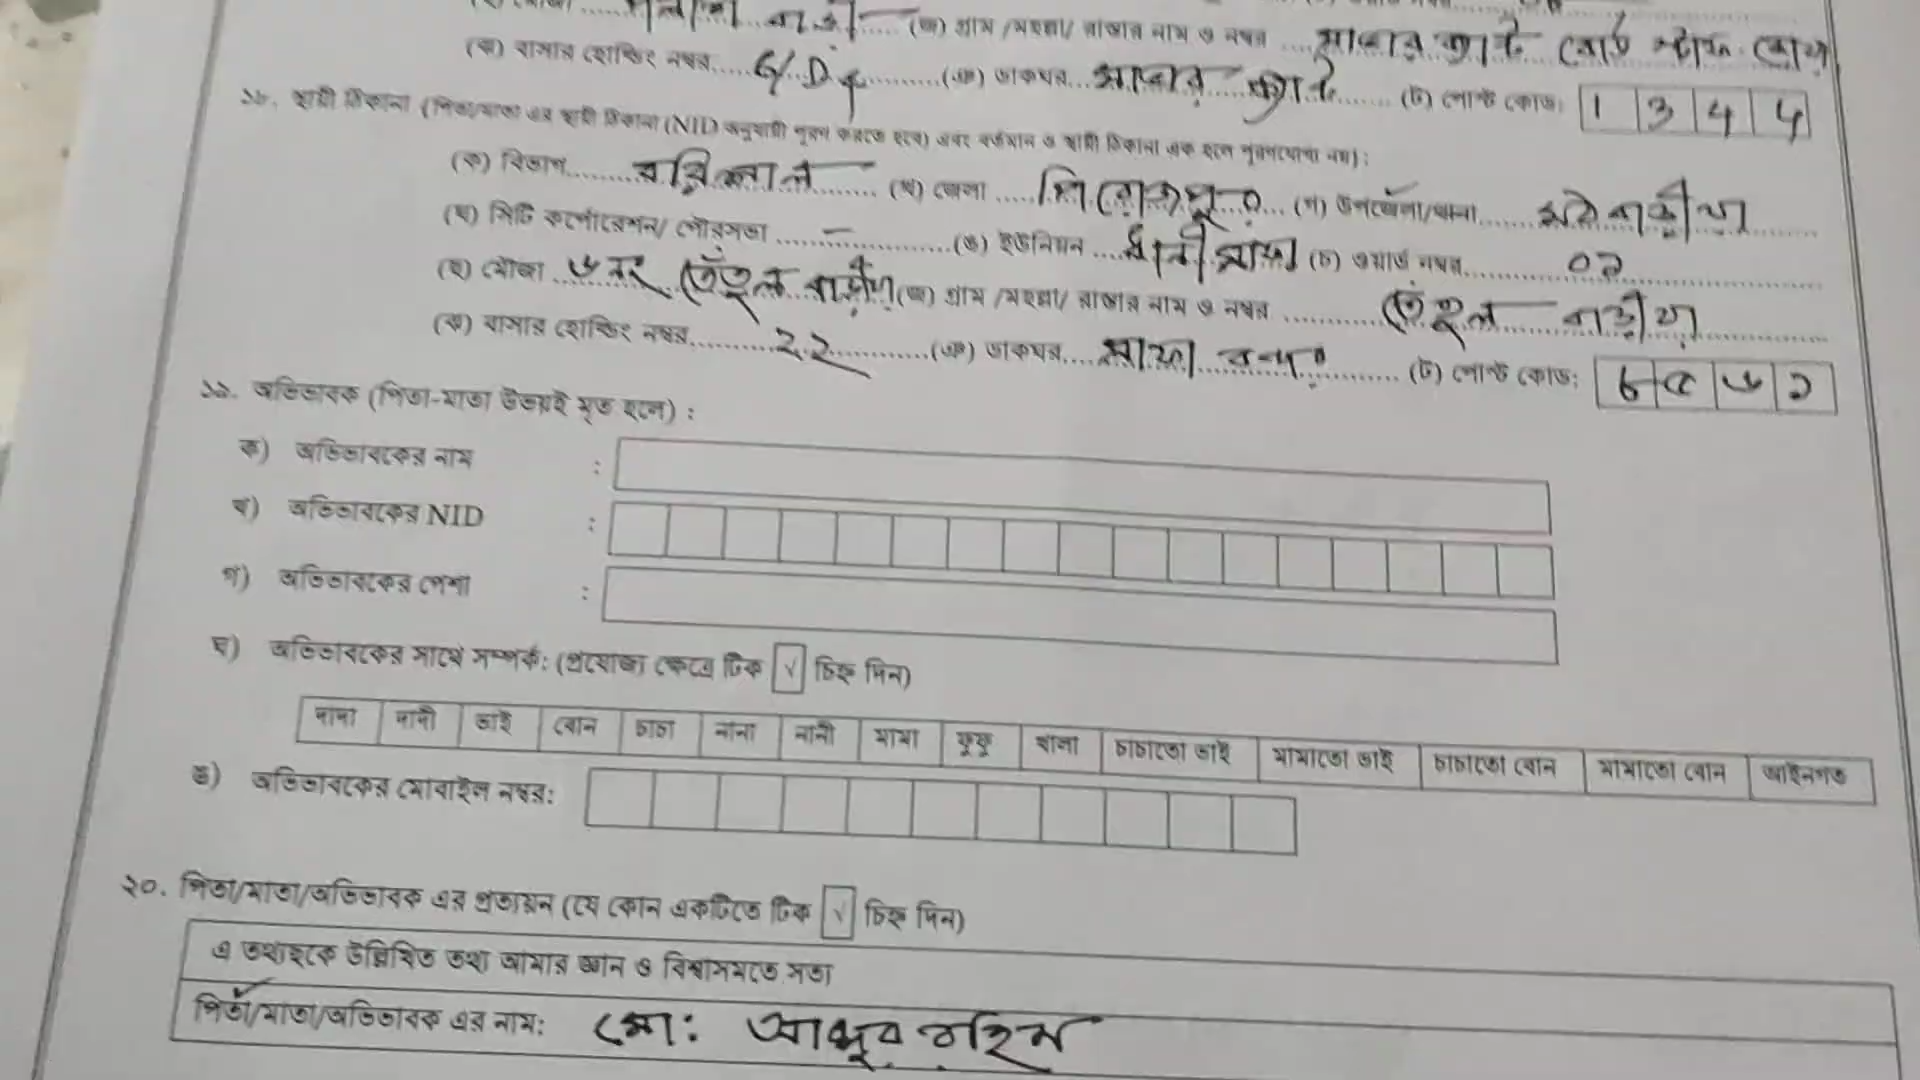 (জ) গ্রাম /মহল্লা/ রাস্তার নাম ও নম্বর .... সাভার ক্যান্ট বোর্ড
(ঝ) বাসার হোল্ডিং নম্বর..... G/D4 .........(ঞ) ডাকঘর... সাভার ক্যান্ট ....... (ট) পোস্ট কোড: 1 3 4 4
১৮. স্থায়ী ঠিকানা (পিতা/মাতা এর স্থায়ী ঠিকানা (NID অনুযায়ী পূরণ করতে হবে) এবং বর্তমান ও স্থায়ী ঠিকানা এক হলে পূরণযোগ্য নয়) :
(ক) বিভাগ........ বরিশাল ........ (খ) জেলা ..... পিরোজপুর ... (গ) উপজেলা/থানা...... মঠবাড়ীয়া
(ঘ) সিটি কর্পোরেশন/ পৌরসভা ....–..........(ঙ) ইউনিয়ন .... ধানীসাফা (চ) ওয়ার্ড নম্বর.......... ০১
(ছ) মৌজা ৬ নং তেঁতুল বাড়ীয়া (জ) গ্রাম /মহল্লা/ রাস্তার নাম ও নম্বর .......... তেঁতুল বাড়ীয়া
(ঝ) বাসার হোল্ডিং নম্বর......... ২২ .........(ঞ) ডাকঘর.... সাফা বন্দর ........ (ট) পোস্ট কোড: ৮ ৫ ৬ ১
১৯. অভিভাবক (পিতা-মাতা উভয়ই মৃত হলে) :
ক) অভিভাবকের নাম :
খ) অভিভাবকের NID :
গ) অভিভাবকের পেশা :
ঘ) অভিভাবকের সাথে সম্পর্ক: (প্রযোজ্য ক্ষেত্রে টিক √ চিহ্ন দিন)
দাদা দাদী ভাই বোন চাচা নানা নানী মামা ফুফু খালা চাচাতো ভাই মামাতো ভাই চাচাতো বোন মামাতো বোন আইনগত
ঙ) অভিভাবকের মোবাইল নম্বর:
২০. পিতা/মাতা/অভিভাবক এর প্রত্যয়ন (যে কোন একটিতে টিক √ চিহ্ন দিন)
এ তথ্যছকে উল্লিখিত তথ্য আমার জ্ঞান ও বিশ্বাসমতে সত্য
পিতা/মাতা/অভিভাবক এর নাম: মো: আব্দুর রহিম